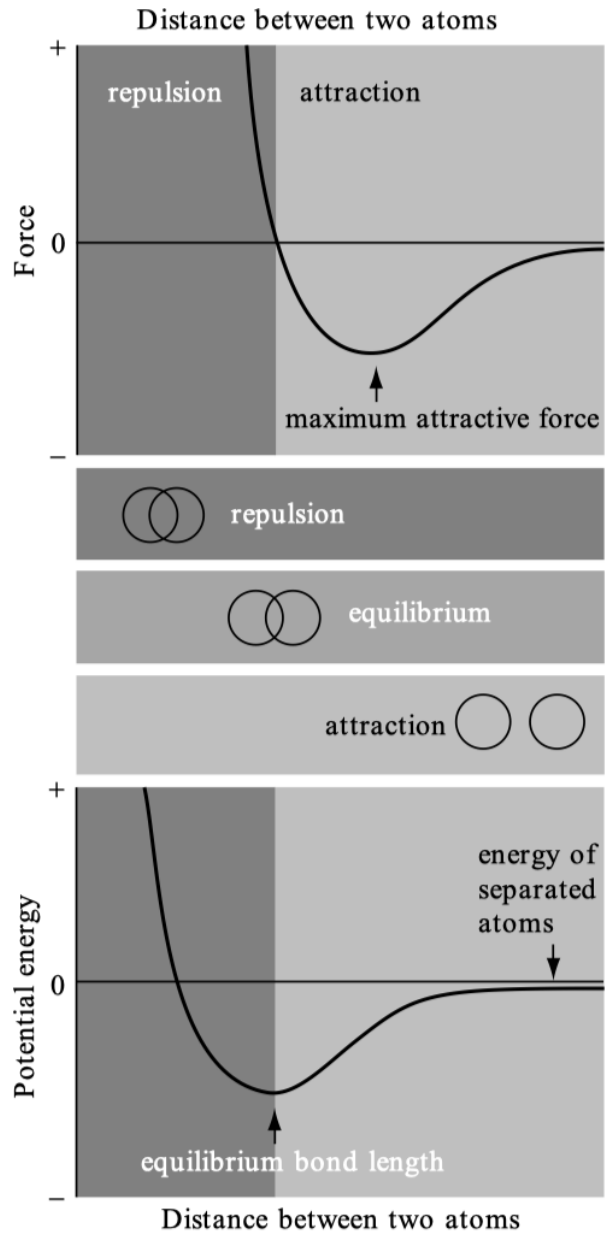 Distance between two atoms
+
repulsion
attraction
Force
0
maximum attractive force
−
repulsion
equilibrium
attraction
+
energy of
separated
atoms
Potential energy
0
equilibrium bond length
−
Distance between two atoms